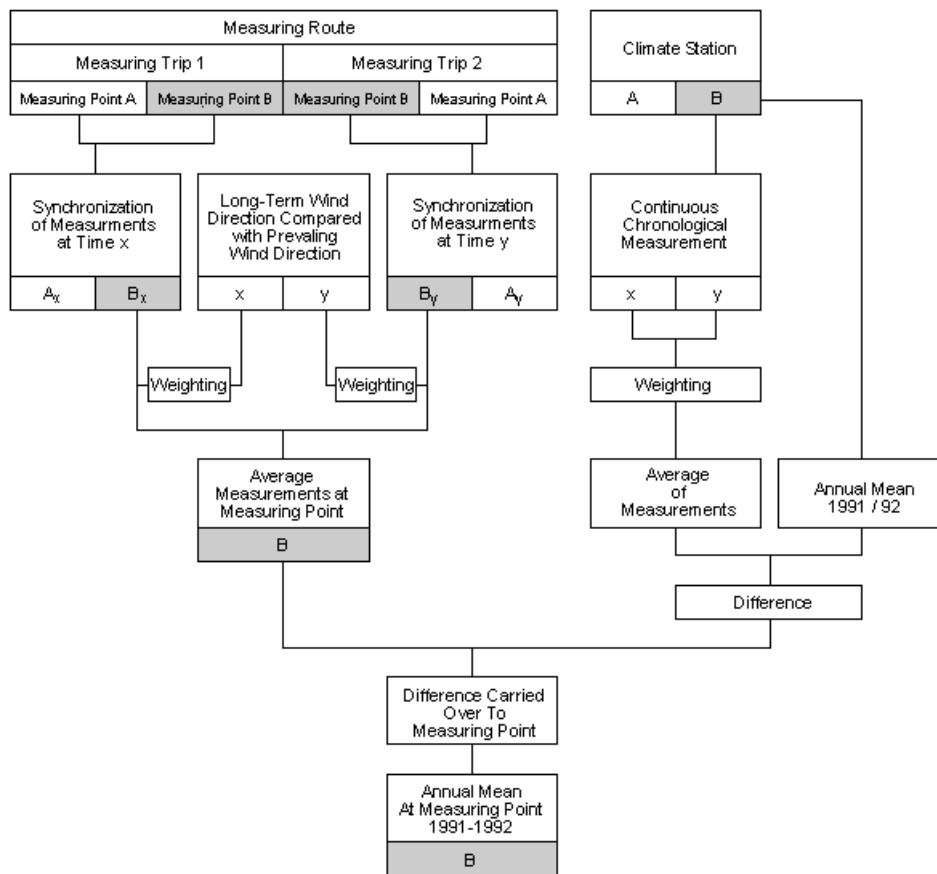 Measuring Route
Measuring Trip 1
Measuring Trip 2
Measuring Point A
Measuring Point B
Measuring Point B
Measuring Point A
Climate Station
A
B
Synchronization
of Measurments
at Time x
Ax
Bx
Long-Term Wind
Direction Compared
with Prevaling
Wind Direction
x
y
Synchronization
of Measurments
at Time y
By
Ay
Continuous
Chronological
Measurement
x
y
Weighting
Weighting
Weighting
Average
Measurements at
Measuring Point
B
Average
of
Measurements
Annual Mean
1991 / 92
Difference
Difference Carried
Over To
Measuring Point
Annual Mean
At Measuring Point
1991-1992
B